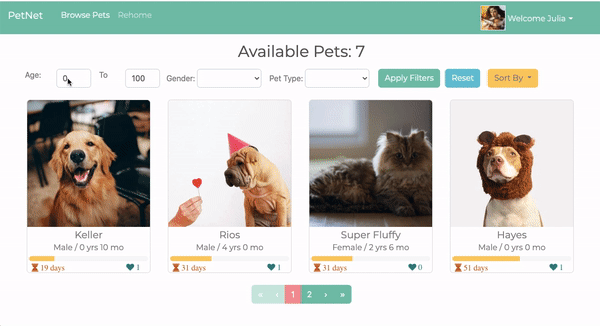 PetNet Browse Pets Rehome Welcome Julia
Available Pets: 7
Age: 0 To 100 Gender: Pet Type: Apply Filters Reset Sort By
Keller Rios Super Fluffy Hayes
Male / 0 yrs 10 mo Male / 4 yrs 0 mo Female / 2 yrs 6 mo Male / 0 yrs 0 mo
19 days 1 31 days 1 31 days 0 51 days 1
« ‹ 1 2 › »